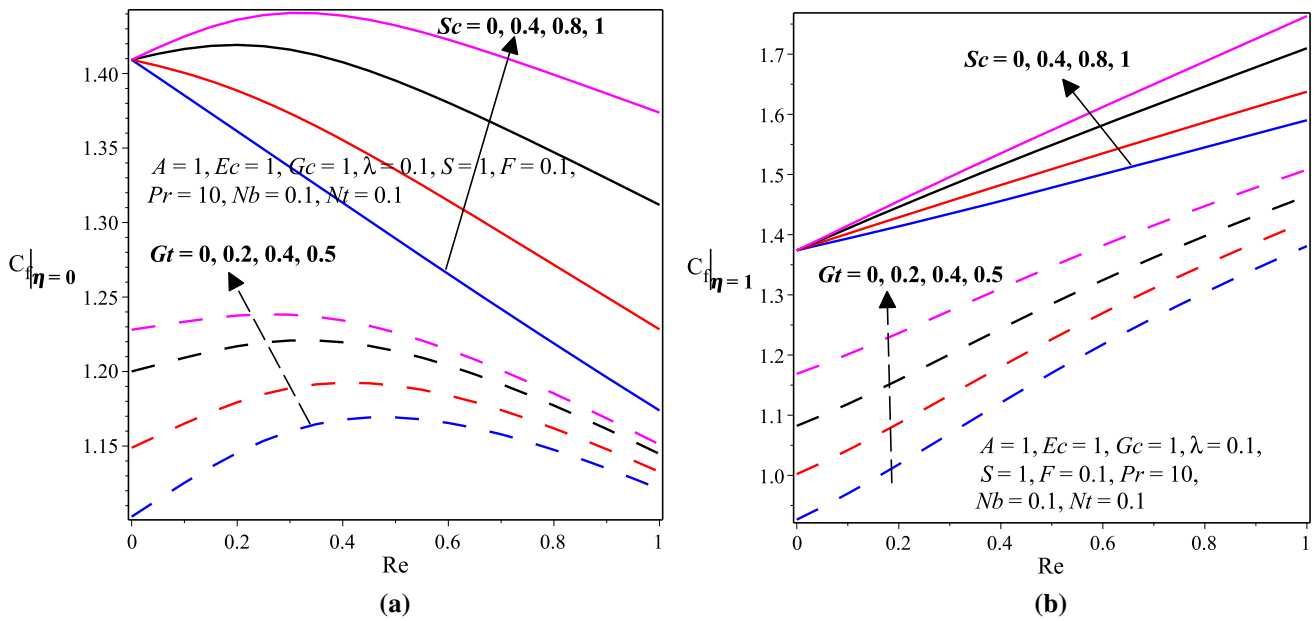 Sc = 0, 0.4, 0.8, 1
1.40
1.35
A = 1, Ec = 1, Gc = 1, λ = 0.1, S = 1, F = 0.1,
Pr = 10, Nb = 0.1, Nt = 0.1
1.30
Gt = 0, 0.2, 0.4, 0.5
C_f|η = 0
1.25
1.20
1.15
0 0.2 0.4 0.6 0.8 1
Re
(a)
1.7
Sc = 0, 0.4, 0.8, 1
1.6
1.5
1.4
C_f|η = 1
Gt = 0, 0.2, 0.4, 0.5
1.3
1.2
1.1
A = 1, Ec = 1, Gc = 1, λ = 0.1,
S = 1, F = 0.1, Pr = 10,
1.0
Nb = 0.1, Nt = 0.1
0 0.2 0.4 0.6 0.8 1
Re
(b)